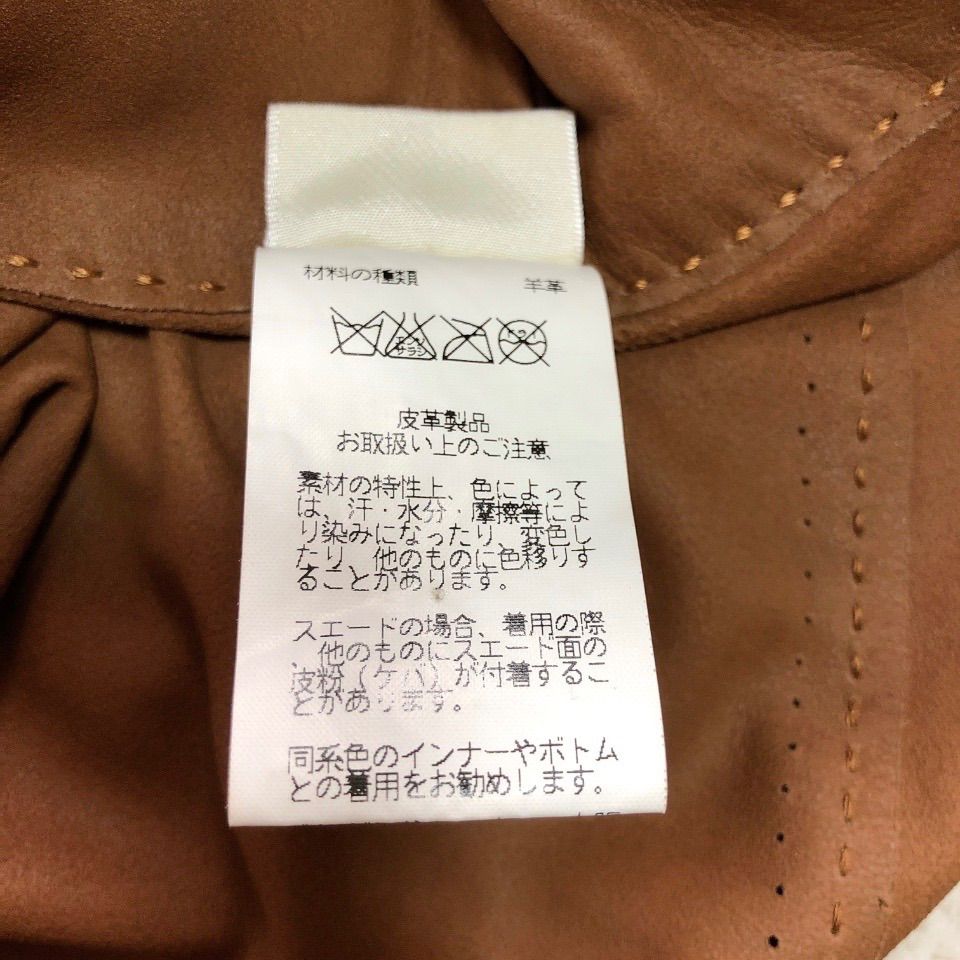 材料の種類 羊革
エンソ
サラシ
皮革製品
お取扱い上のご注意
素材の特性上、色によって
は、汗・水分・摩擦等によ
り染みになったり、変色し
たり、他のものに色移りす
ることがあります。
スエードの場合、着用の際
、他のものにスエード面の
皮粉(ケバ)が付着するこ
とがあります。
同系色のインナーやボトム
との着用をお勧めします。